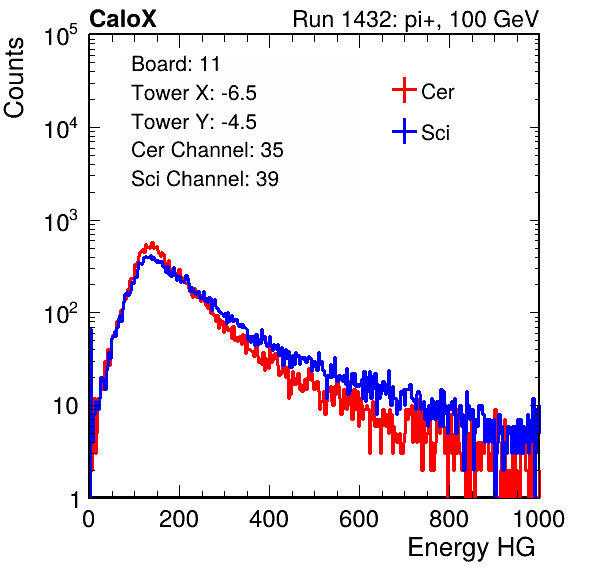 CaloX Run 1432: pi+, 100 GeV
Counts
Board: 11
Tower X: -6.5
Tower Y: -4.5
Cer Channel: 35
Sci Channel: 39
Cer
Sci
10^5
10^4
10^3
10^2
10
1
0 200 400 600 800 1000
Energy HG